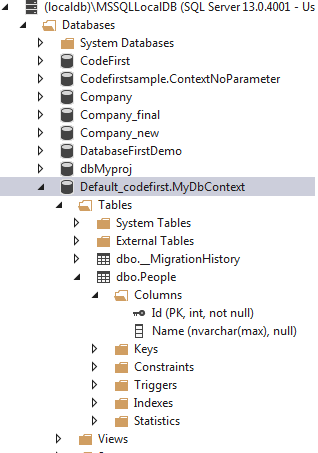 (localdb)\MSSQLLocalDB (SQL Server 13.0.4001 - Us
Databases
System Databases
CodeFirst
Codefirstsample.ContextNoParameter
Company
Company_final
Company_new
DatabaseFirstDemo
dbMyproj
Default_codefirst.MyDbContext
Tables
System Tables
External Tables
dbo.__MigrationHistory
dbo.People
Columns
Id (PK, int, not null)
Name (nvarchar(max), null)
Keys
Constraints
Triggers
Indexes
Statistics
Views